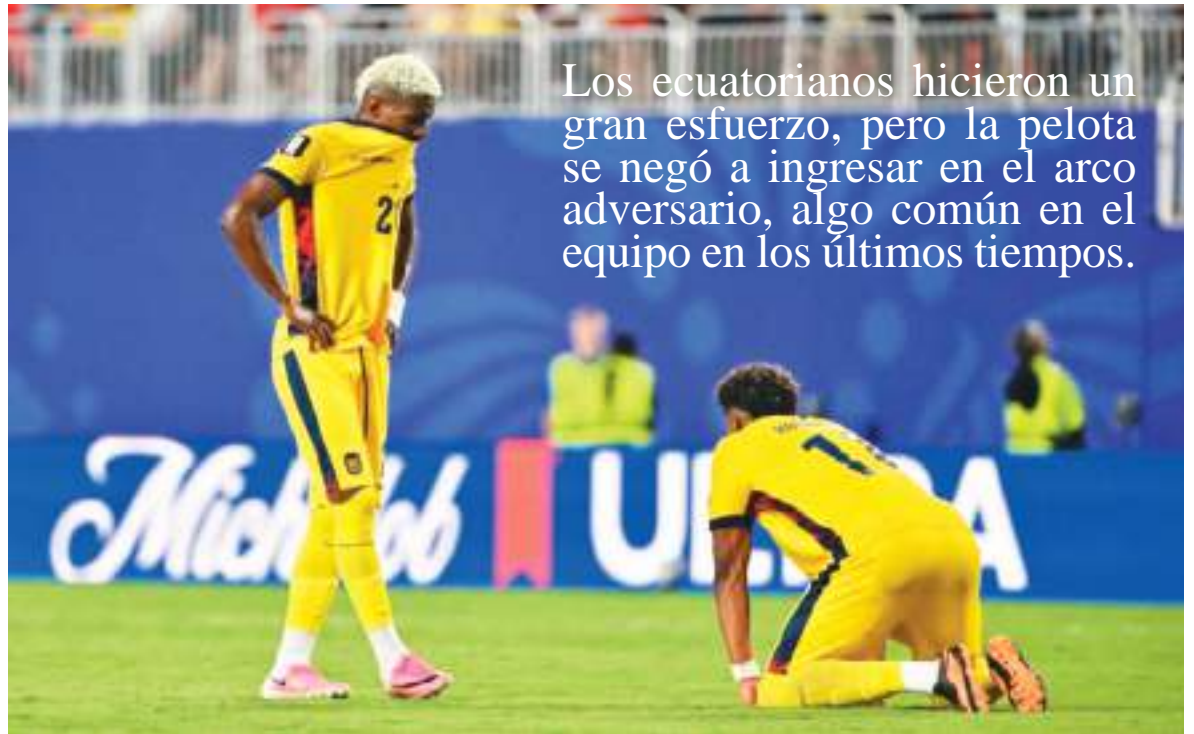 Los ecuatorianos hicieron un
gran esfuerzo, pero la pelota
se negó a ingresar en el arco
adversario, algo común en el
equipo en los últimos tiempos.